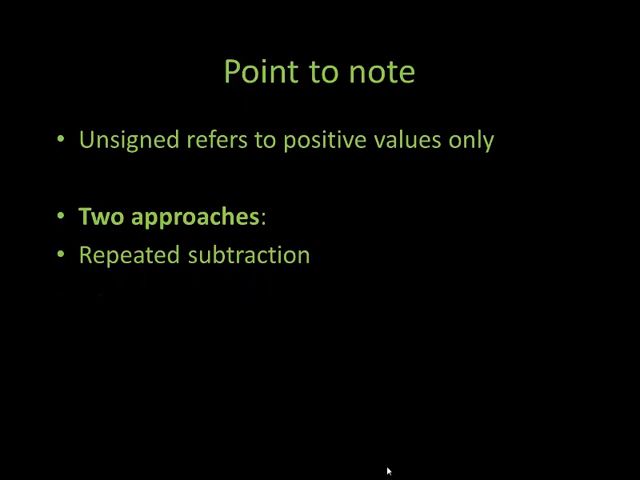 Point to note
• Unsigned refers to positive values only
• Two approaches:
• Repeated subtraction